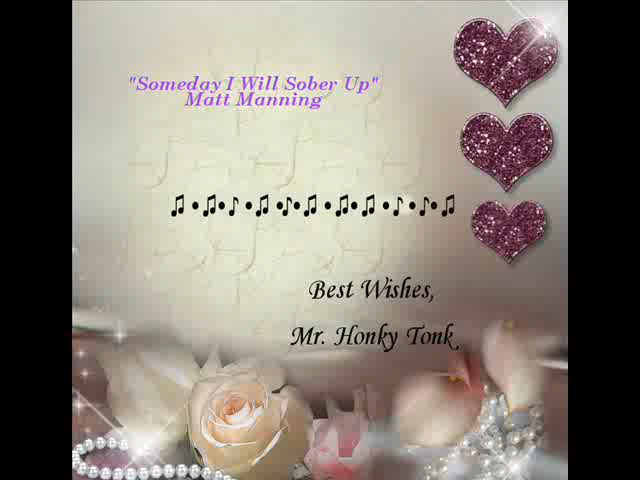 "Someday I Will Sober Up"
Matt Manning
♫ •♫•♪ •♫ •♪•♫ •♫•♫ •♪ •♪•♫
Best Wishes,
Mr. Honky Tonk